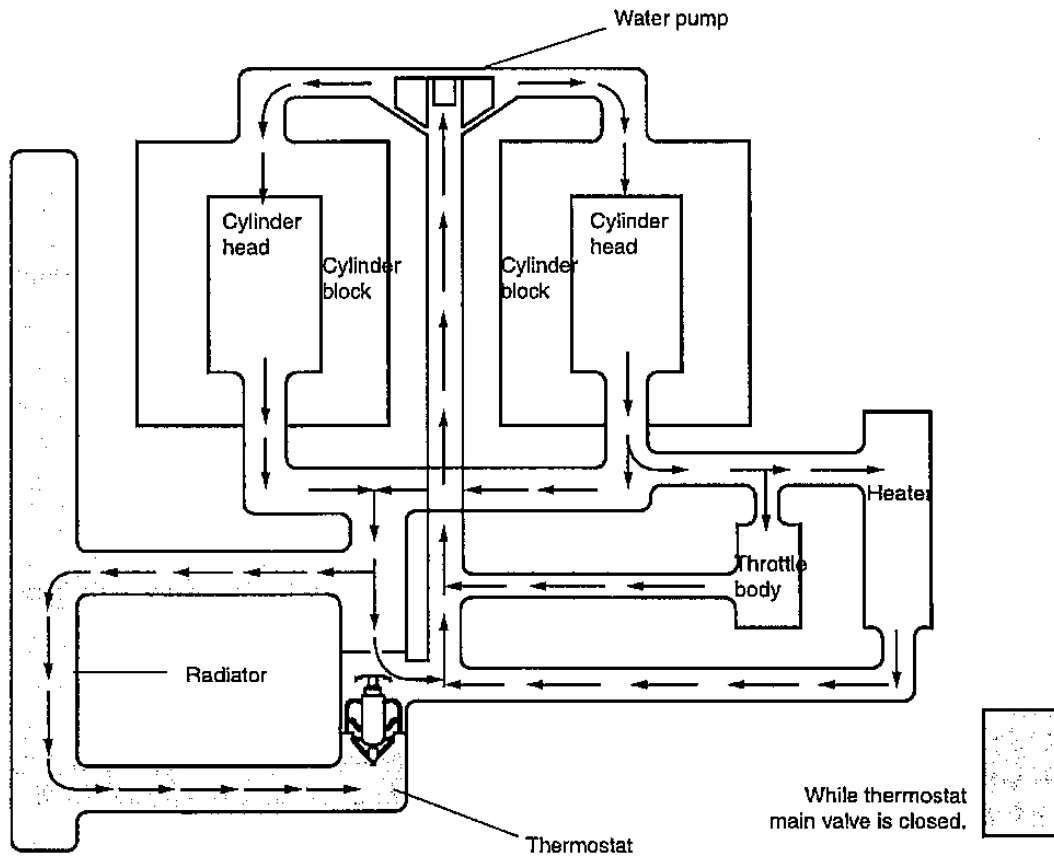 Water pump
Cylinder
head
Cylinder
block
Cylinder
block
Cylinder
head
Heater
Throttle
body
Radiator
Thermostat
While thermostat
main valve is closed.